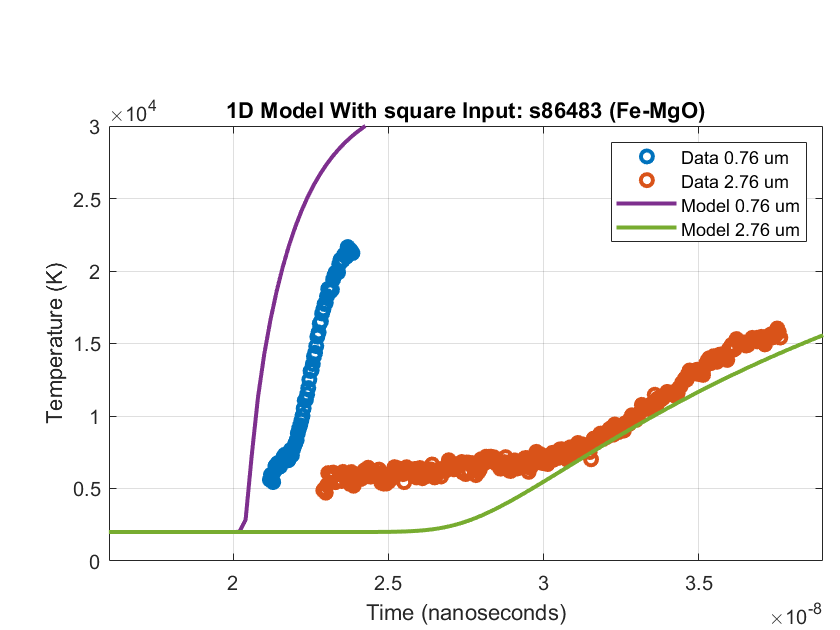 1D Model With square Input: s86483 (Fe-MgO)
×10⁴
3
2.5
2
1.5
1
0.5
0
Temperature (K)
Data 0.76 um
Data 2.76 um
Model 0.76 um
Model 2.76 um
2
2.5
3
3.5
Time (nanoseconds)
×10⁻⁸